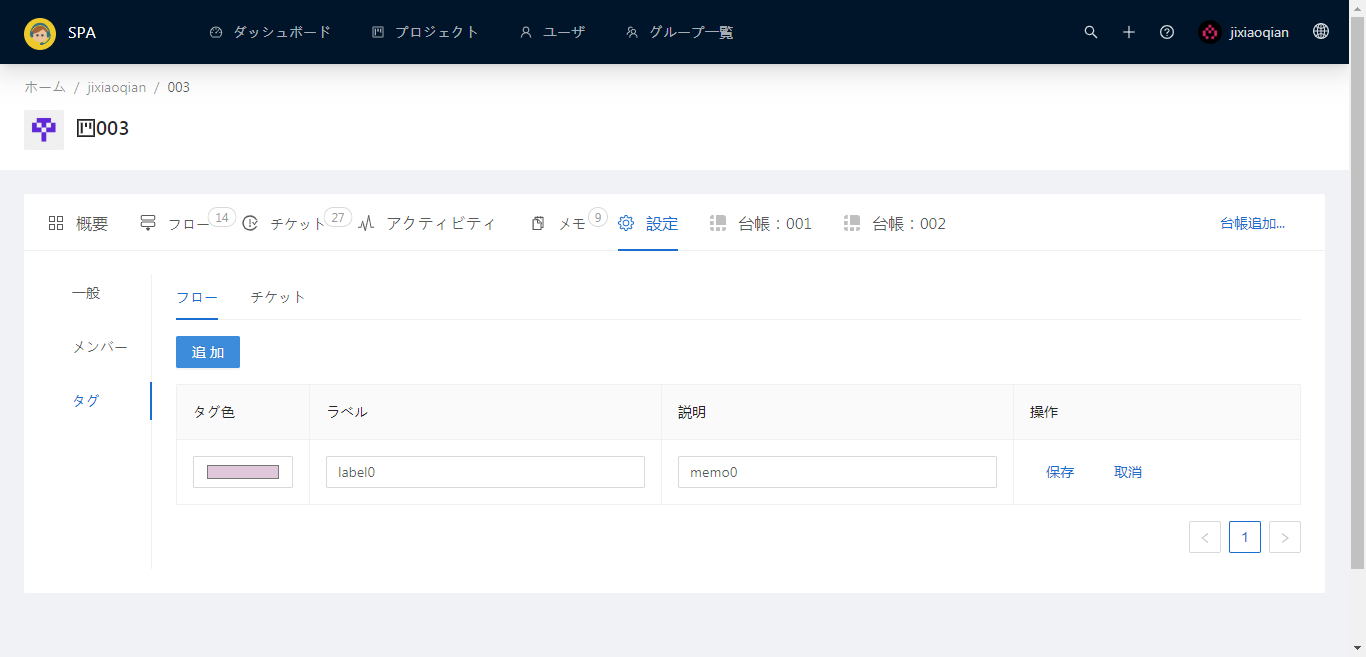 SPA ダッシュボード プロジェクト ユーザ グループ一覧 jixiaoqian
ホーム / jixiaoqian / 003
003
概要 フロー 14 チケット 27 アクティビティ メモ 9 設定 台帳：001 台帳：002 台帳追加...
一般
メンバー
タグ
フロー チケット
追 加
タグ色 ラベル 説明 操作
label0 memo0 保存 取消
< 1 >